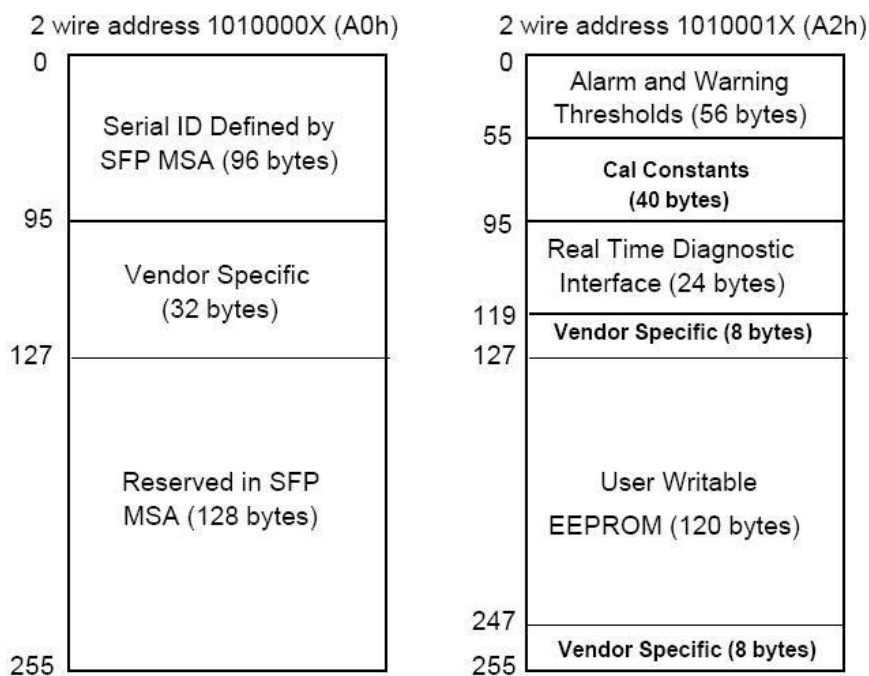 2 wire address 1010000X (A0h)
0
Serial ID Defined by
SFP MSA (96 bytes)
95
Vendor Specific
(32 bytes)
127
Reserved in SFP
MSA (128 bytes)
255
2 wire address 1010001X (A2h)
0
Alarm and Warning
Thresholds (56 bytes)
55
Cal Constants
(40 bytes)
95
Real Time Diagnostic
Interface (24 bytes)
119
Vendor Specific (8 bytes)
127
User Writable
EEPROM (120 bytes)
247
Vendor Specific (8 bytes)
255